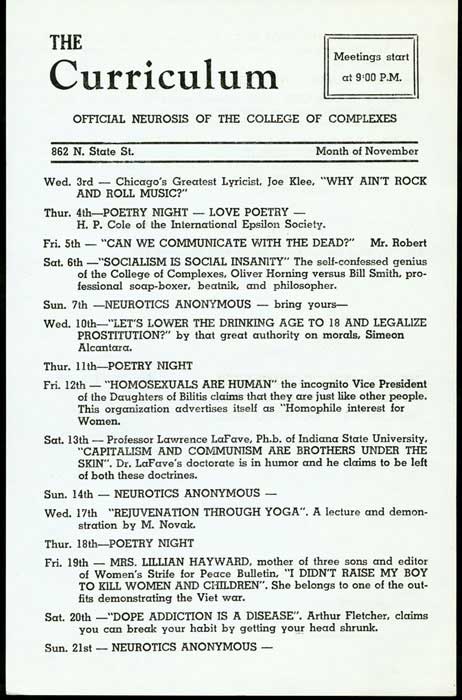 THE
Curriculum
Meetings start
at 9:00 P.M.
OFFICIAL NEUROSIS OF THE COLLEGE OF COMPLEXES
862 N. State St. Month of November
Wed. 3rd — Chicago's Greatest Lyricist, Joe Klee, "WHY AIN'T ROCK
AND ROLL MUSIC?"
Thur. 4th—POETRY NIGHT — LOVE POETRY —
H. P. Cole of the International Epsilon Society.
Fri. 5th — "CAN WE COMMUNICATE WITH THE DEAD?" Mr. Robert
Sat. 6th —"SOCIALISM IS SOCIAL INSANITY" The self-confessed genius
of the College of Complexes, Oliver Horning versus Bill Smith, pro-
fessional soap-boxer, beatnik, and philosopher.
Sun. 7th —NEUROTICS ANONYMOUS — bring yours—
Wed. 10th—"LET'S LOWER THE DRINKING AGE TO 18 AND LEGALIZE
PROSTITUTION?" by that great authority on morals, Simeon
Alcantara.
Thur. 11th—POETRY NIGHT
Fri. 12th — "HOMOSEXUALS ARE HUMAN" the incognito Vice President
of the Daughters of Bilitis claims that they are just like other people.
This organization advertises itself as "Homophile interest for
Women.
Sat. 13th — Professor Lawrence LaFave, Ph.b. of Indiana State University,
"CAPITALISM AND COMMUNISM ARE BROTHERS UNDER THE
SKIN". Dr. LaFave's doctorate is in humor and he claims to be left
of both these doctrines.
Sun. 14th — NEUROTICS ANONYMOUS —
Wed. 17th "REJUVENATION THROUGH YOGA". A lecture and demon-
stration by M. Novak.
Thur. 18th—POETRY NIGHT
Fri. 19th — MRS. LILLIAN HAYWARD, mother of three sons and editor
of Women's Strife for Peace Bulletin, "I DIDN'T RAISE MY BOY
TO KILL WOMEN AND CHILDREN". She belongs to one of the out-
fits demonstrating the Viet war.
Sat. 20th —"DOPE ADDICTION IS A DISEASE". Arthur Fletcher, claims
you can break your habit by getting your head shrunk.
Sun. 21st — NEUROTICS ANONYMOUS —